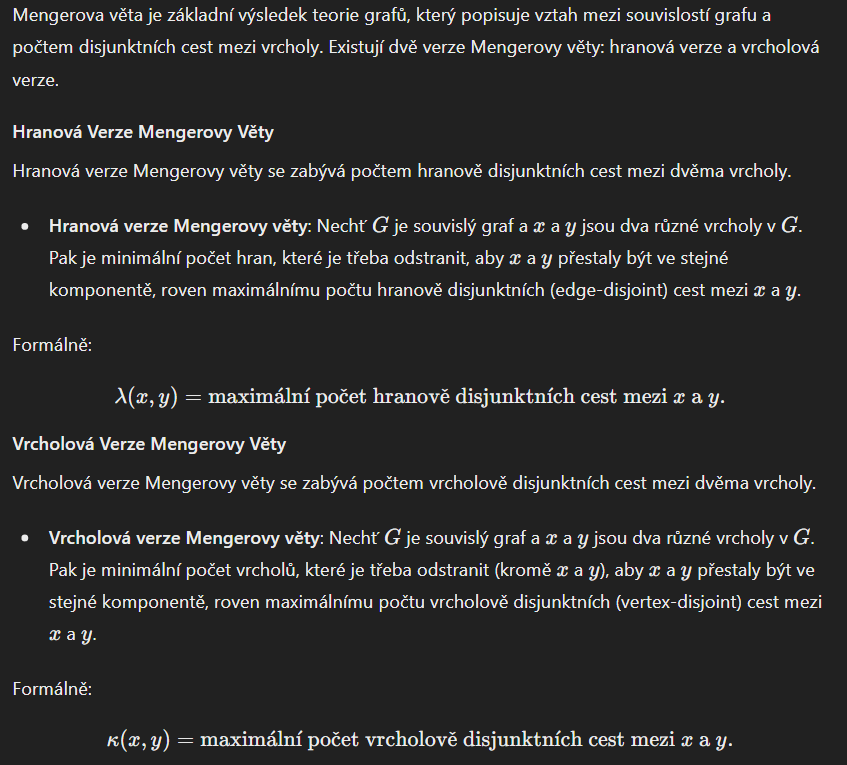 Mengerova věta je základní výsledek teorie grafů, který popisuje vztah mezi souvislostí grafu a
počtem disjunktních cest mezi vrcholy. Existují dvě verze Mengerovy věty: hranová verze a vrcholová
verze.
Hranová Verze Mengerovy Věty
Hranová verze Mengerovy věty se zabývá počtem hranově disjunktních cest mezi dvěma vrcholy.
• Hranová verze Mengerovy věty: Nechť G je souvislý graf a x a y jsou dva různé vrcholy v G.
Pak je minimální počet hran, které je třeba odstranit, aby x a y přestaly být ve stejné
komponentě, roven maximálnímu počtu hranově disjunktních (edge-disjoint) cest mezi x a y.
Formálně:
λ(x, y) = maximální počet hranově disjunktních cest mezi x a y.
Vrcholová Verze Mengerovy Věty
Vrcholová verze Mengerovy věty se zabývá počtem vrcholově disjunktních cest mezi dvěma vrcholy.
• Vrcholová verze Mengerovy věty: Nechť G je souvislý graf a x a y jsou dva různé vrcholy v G.
Pak je minimální počet vrcholů, které je třeba odstranit (kromě x a y), aby x a y přestaly být ve
stejné komponentě, roven maximálnímu počtu vrcholově disjunktních (vertex-disjoint) cest mezi
x a y.
Formálně:
κ(x, y) = maximální počet vrcholově disjunktních cest mezi x a y.